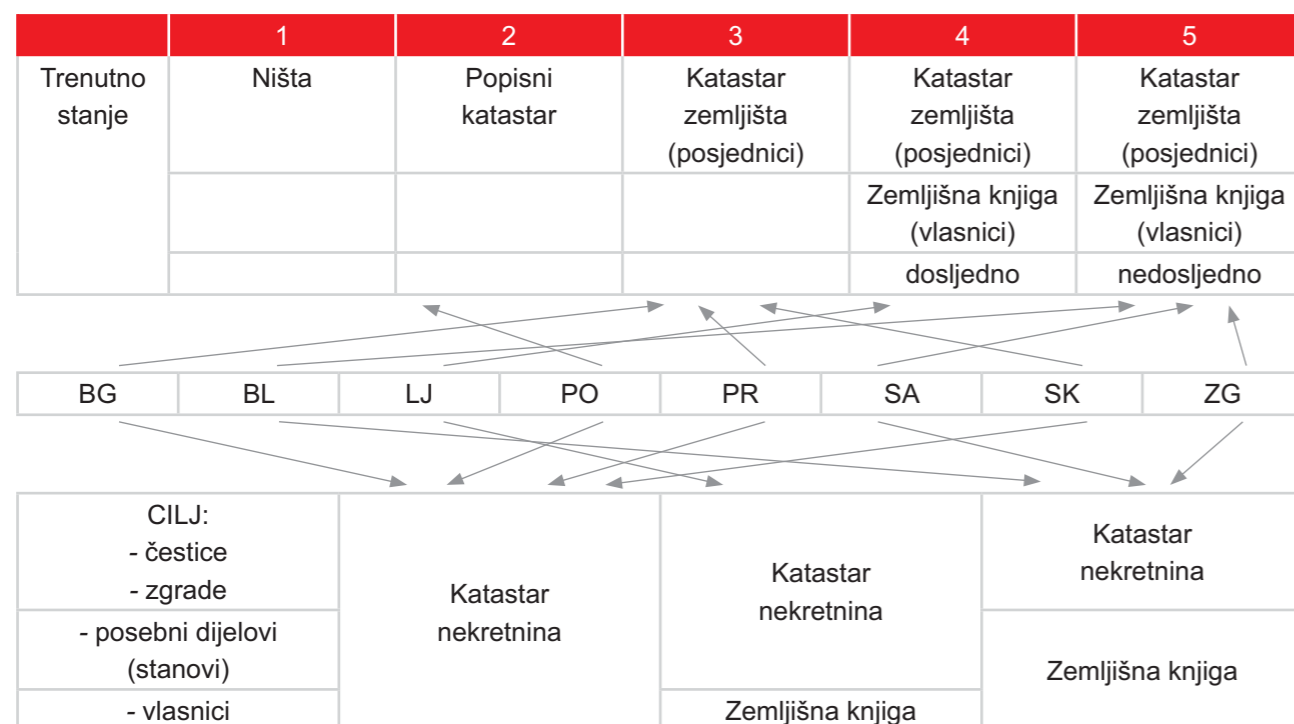 1 2 3 4 5
Trenutno stanje
Ništa
Popisni katastar
Katastar zemljišta (posjednici)
Katastar zemljišta (posjednici)
Katastar zemljišta (posjednici)
Zemljišna knjiga (vlasnici)
Zemljišna knjiga (vlasnici)
dosljedno
nedosljedno
BG BL LJ PO PR SA SK ZG
CILJ:
- čestice
- zgrade
- posebni dijelovi
(stanovi)
- vlasnici
Katastar
nekretnina
Katastar
nekretnina
Zemljišna knjiga
Katastar
nekretnina
Zemljišna knjiga